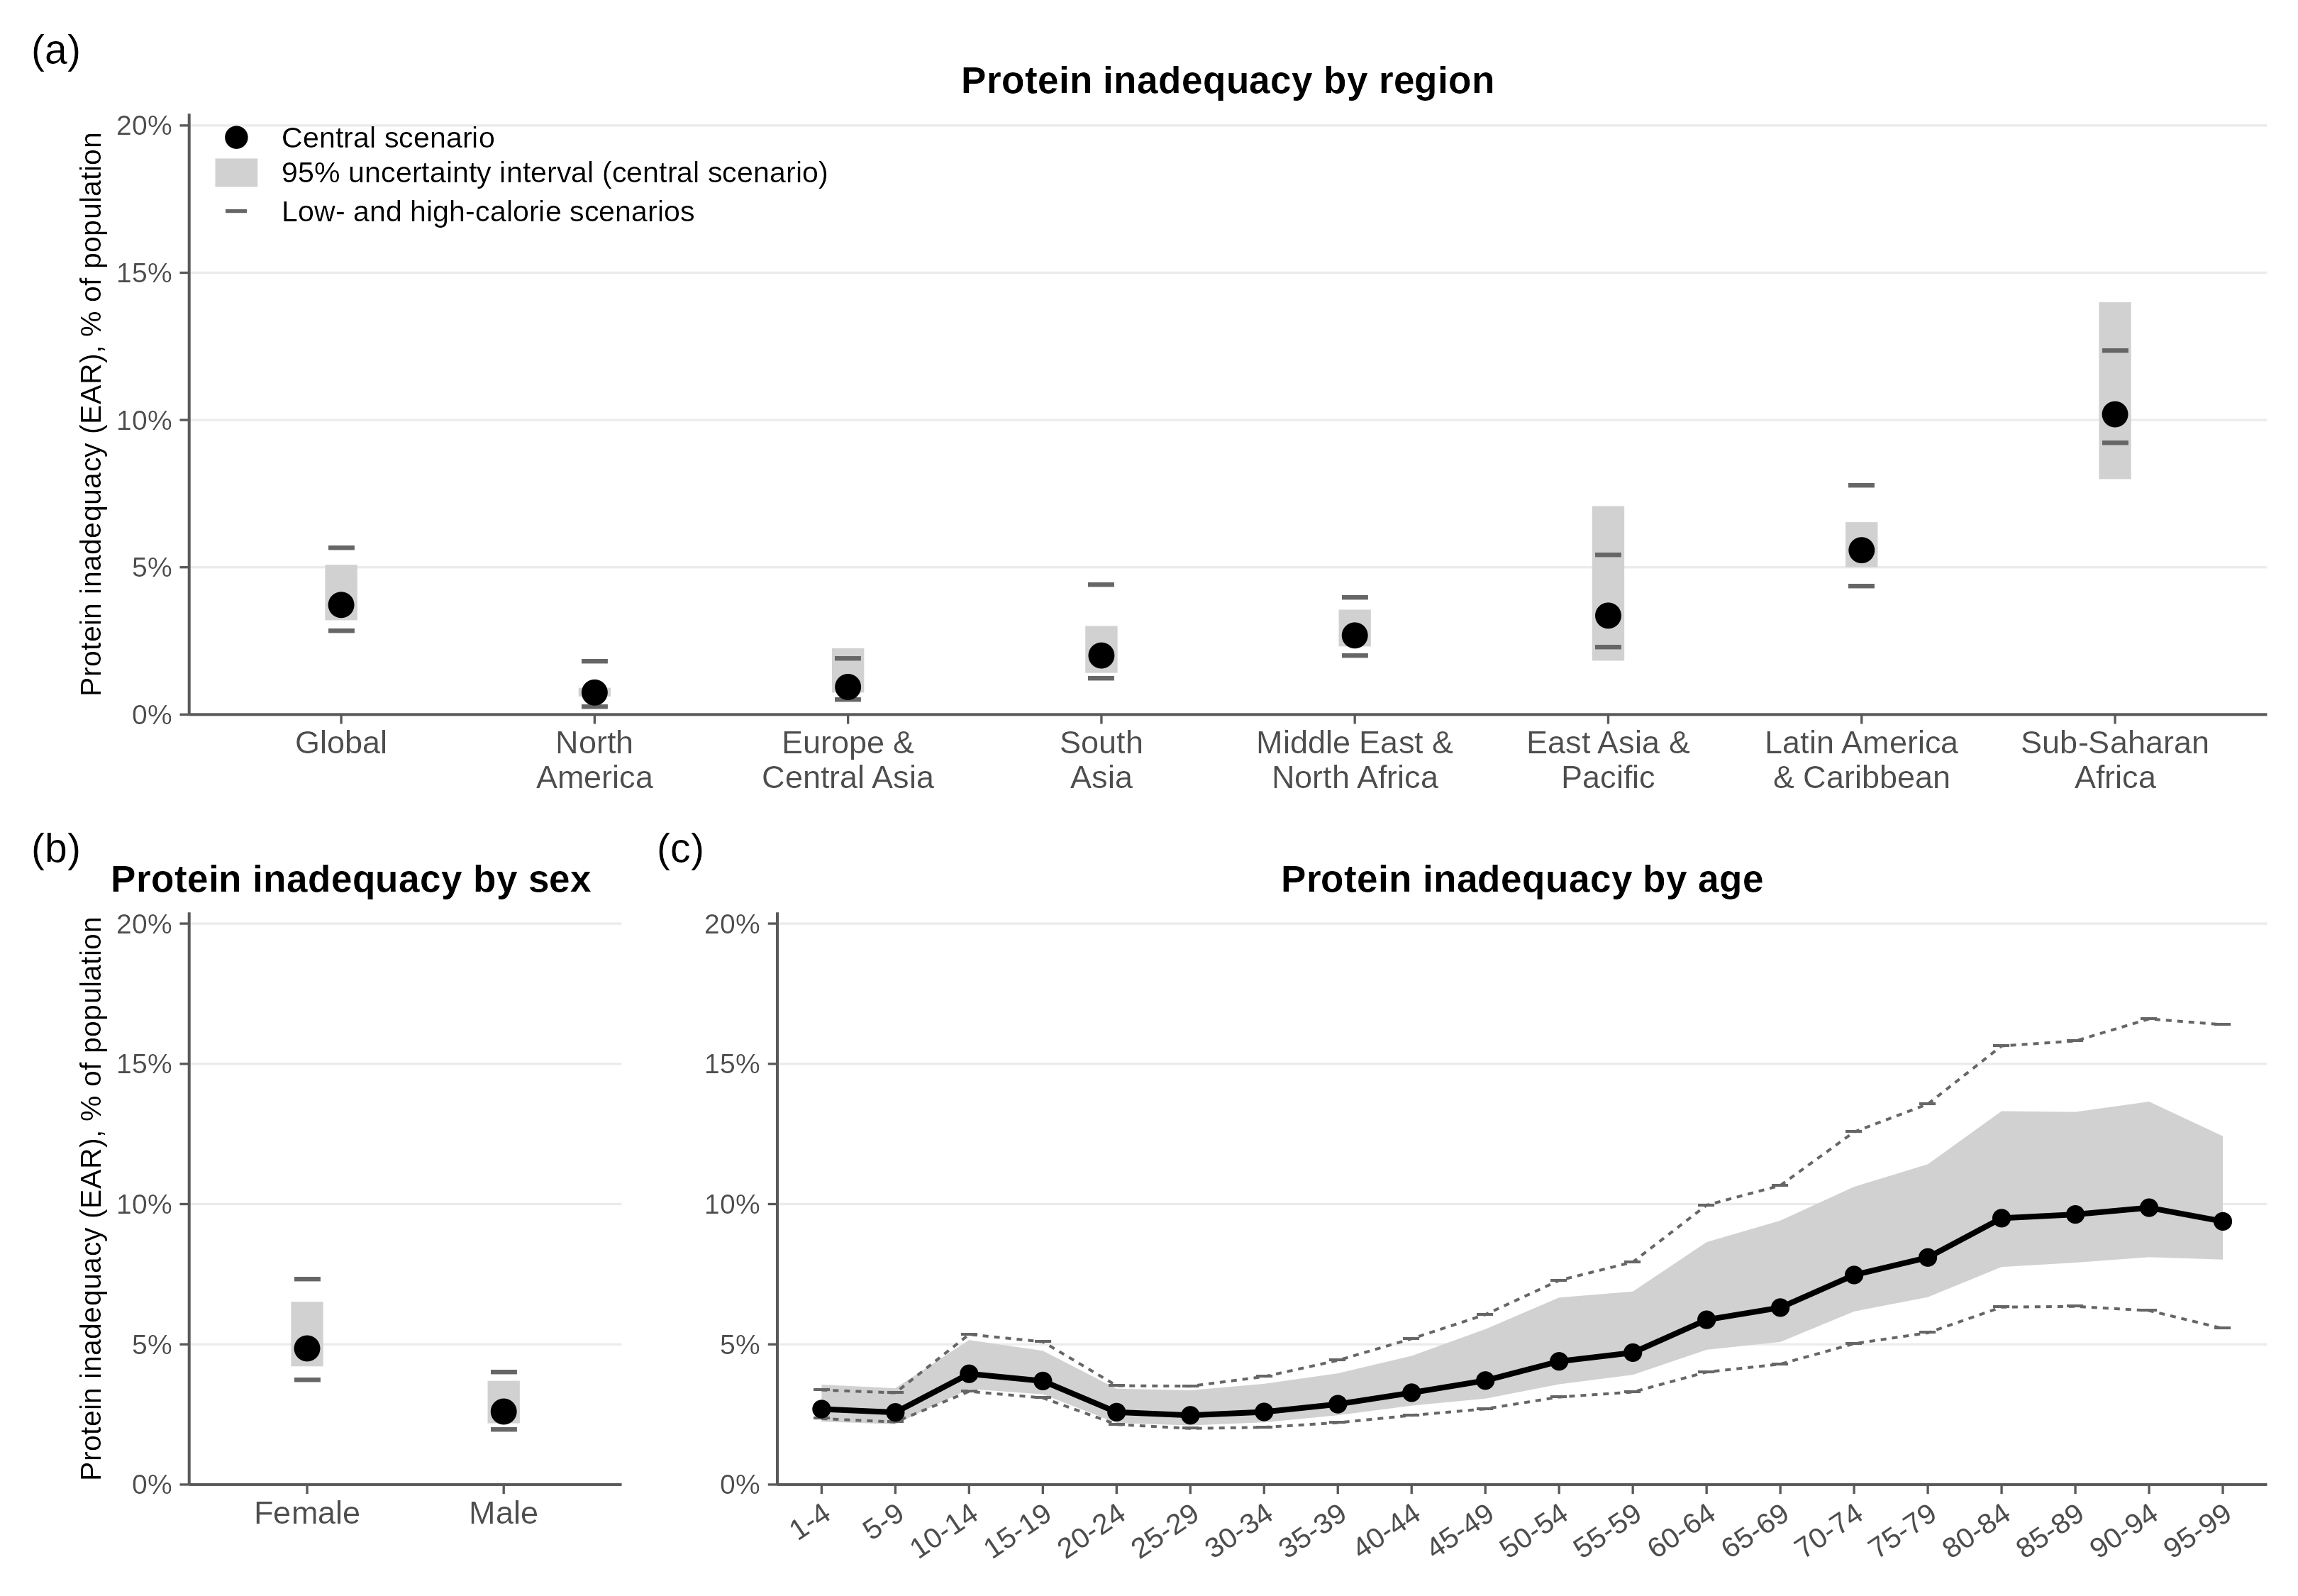 (a)
Protein inadequacy by region
Protein inadequacy (EAR), % of population
20%
15%
10%
5%
0%
Central scenario
95% uncertainty interval (central scenario)
Low- and high-calorie scenarios
Global
North
America
Europe &
Central Asia
South
Asia
Middle East &
North Africa
East Asia &
Pacific
Latin America
& Caribbean
Sub-Saharan
Africa
(b)
Protein inadequacy by sex
Protein inadequacy (EAR), % of population
20%
15%
10%
5%
0%
Female
Male
(c)
Protein inadequacy by age
20%
15%
10%
5%
0%
1-4
5-9
10-14
15-19
20-24
25-29
30-34
35-39
40-44
45-49
50-54
55-59
60-64
65-69
70-74
75-79
80-84
85-89
90-94
95-99